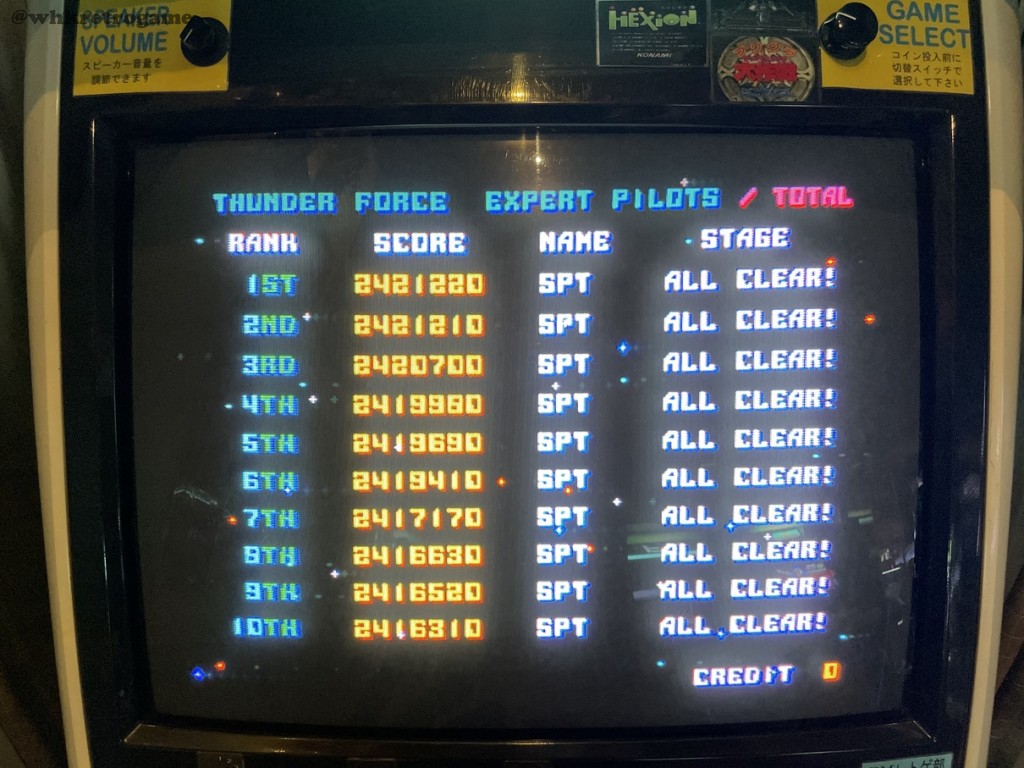 @whikretrogame
SPEAKER
VOLUME
スピーカー音量を
調節できます
HEXION
KONAMI
GAME
SELECT
コイン投入前に
切替スイッチで
選択して下さい
THUNDER FORCE EXPERT PILOTS / TOTAL
RANK SCORE NAME STAGE
1ST 2421220 SPT ALL CLEAR!
2ND 2421210 SPT ALL CLEAR!
3RD 2420700 SPT ALL CLEAR!
4TH 2419980 SPT ALL CLEAR!
5TH 2419690 SPT ALL CLEAR!
6TH 2419410 SPT ALL CLEAR!
7TH 2417170 SPT ALL CLEAR!
8TH 2416630 SPT ALL CLEAR!
9TH 2416520 SPT ALL CLEAR!
10TH 2416310 SPT ALL CLEAR!
CREDIT 0